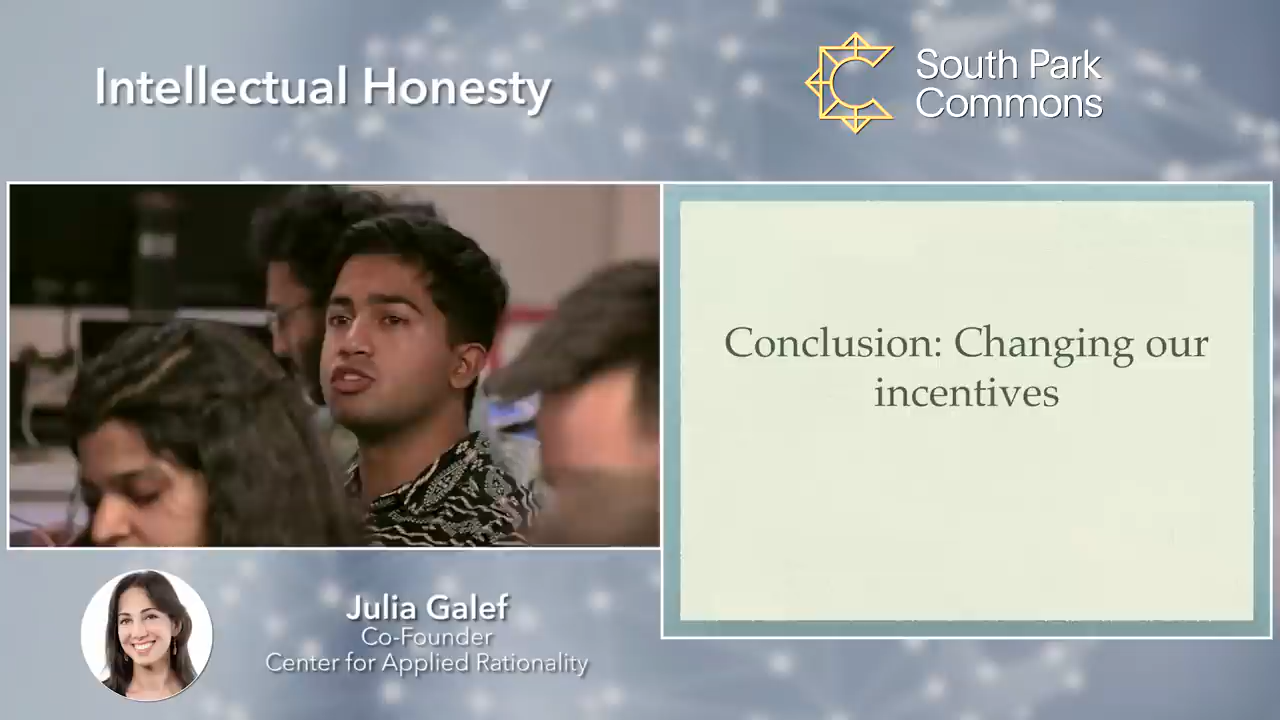 Intellectual Honesty
South Park
Commons
Conclusion: Changing our
incentives
Julia Galef
Co-Founder
Center for Applied Rationality